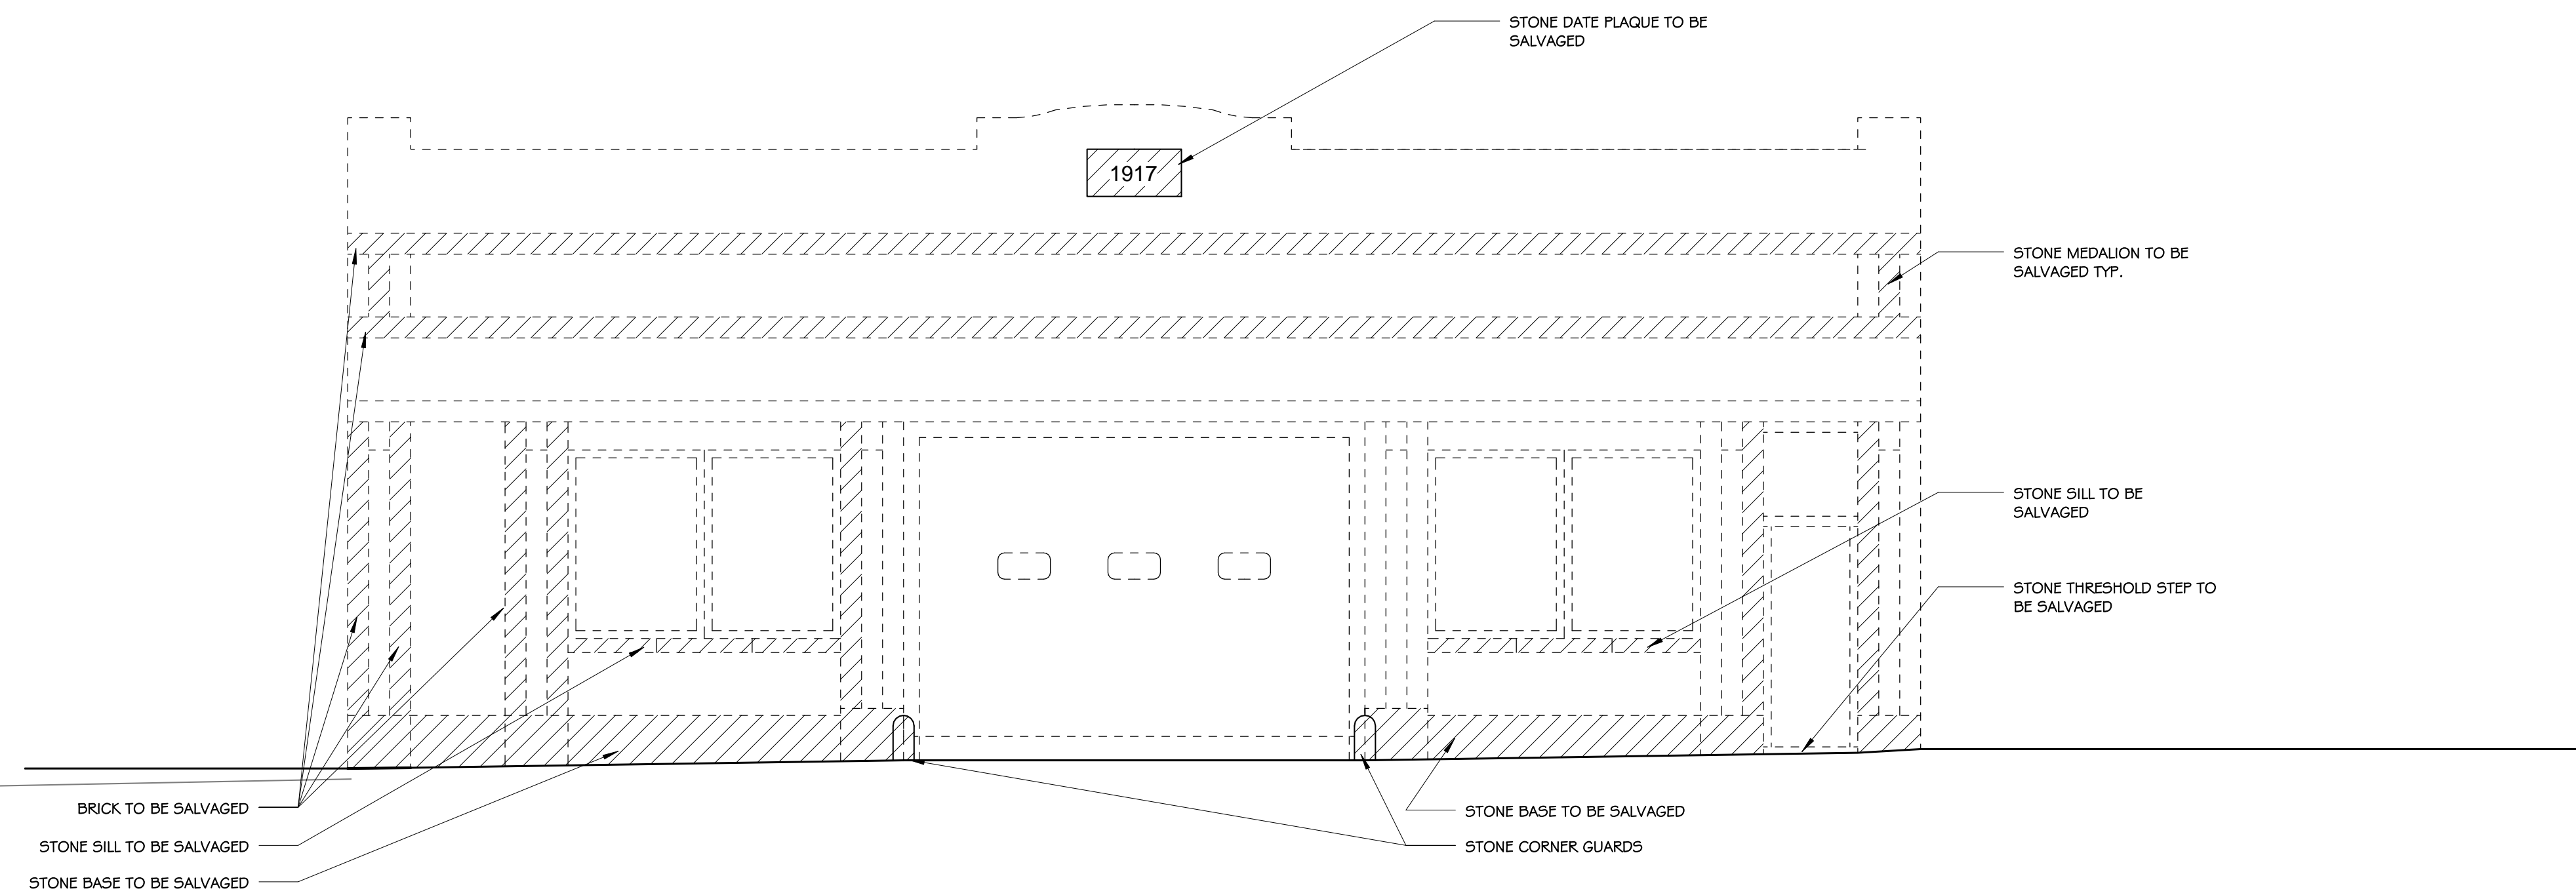 STONE DATE PLAQUE TO BE
SALVAGED
1917
STONE MEDALION TO BE
SALVAGED TYP.
STONE SILL TO BE
SALVAGED
STONE THRESHOLD STEP TO
BE SALVAGED
BRICK TO BE SALVAGED
STONE SILL TO BE SALVAGED
STONE BASE TO BE SALVAGED
STONE BASE TO BE SALVAGED
STONE CORNER GUARDS